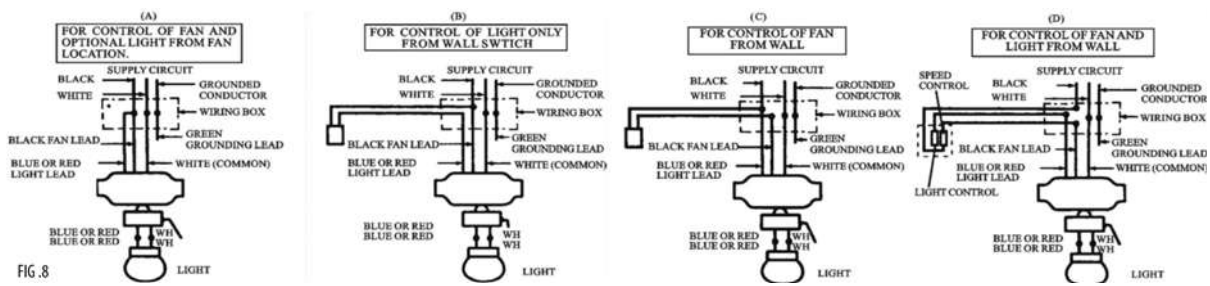 (A)
FOR CONTROL OF FAN AND
OPTIONAL LIGHT FROM FAN
LOCATION.
SUPPLY CIRCUIT
BLACK
WHITE
GROUNDED
CONDUCTOR
WIRING BOX
BLACK FAN LEAD
GREEN
GROUNDING LEAD
BLUE OR RED
LIGHT LEAD
WHITE (COMMON)
BLUE OR RED
BLUE OR RED
WH
WH
LIGHT
FIG.8
(B)
FOR CONTROL OF LIGHT ONLY
FROM WALL SWTICH
SUPPLY CIRCUIT
BLACK
WHITE
GROUNDED
CONDUCTOR
WIRING BOX
BLACK FAN LEAD
GREEN
GROUNDING LEAD
BLUE OR RED
LIGHT LEAD
WHITE (COMMON)
BLUE OR RED
BLUE OR RED
WH
WH
LIGHT
(C)
FOR CONTROL OF FAN
FROM WALL
SUPPLY CIRCUIT
BLACK
WHITE
GROUNDED
CONDUCTOR
WIRING BOX
GREEN
GROUNDING LEAD
BLACK FAN LEAD
BLUE OR RED
LIGHT LEAD
WHITE (COMMON)
BLUE OR RED
BLUE OR RED
WH
WH
LIGHT
(D)
FOR CONTROL OF FAN AND
LIGHT FROM WALL
SUPPLY CIRCUIT
SPEED
CONTROL
BLACK
WHITE
GROUNDED
CONDUCTOR
WIRING BOX
GREEN
GROUNDING LEAD
BLACK FAN LEAD
BLUE OR RED
LIGHT LEAD
WHITE (COMMON)
LIGHT CONTROL
BLUE OR RED
BLUE OR RED
WH
WH
LIGHT